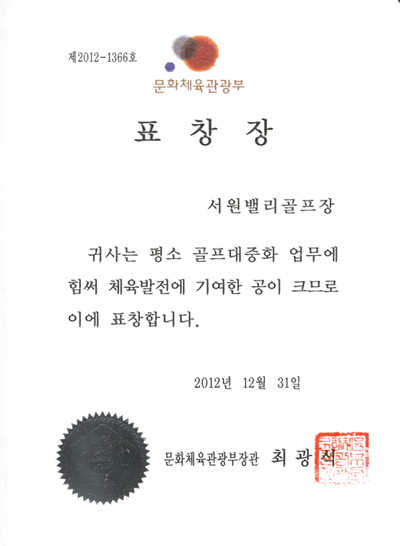 제2012-1366호
문화체육관광부
표 창 장
서원밸리골프장
귀사는 평소 골프대중화 업무에
힘써 체육발전에 기여한 공이 크므로
이에 표창합니다.
2012년 12월 31일
문화체육관광부장관 최 광 식